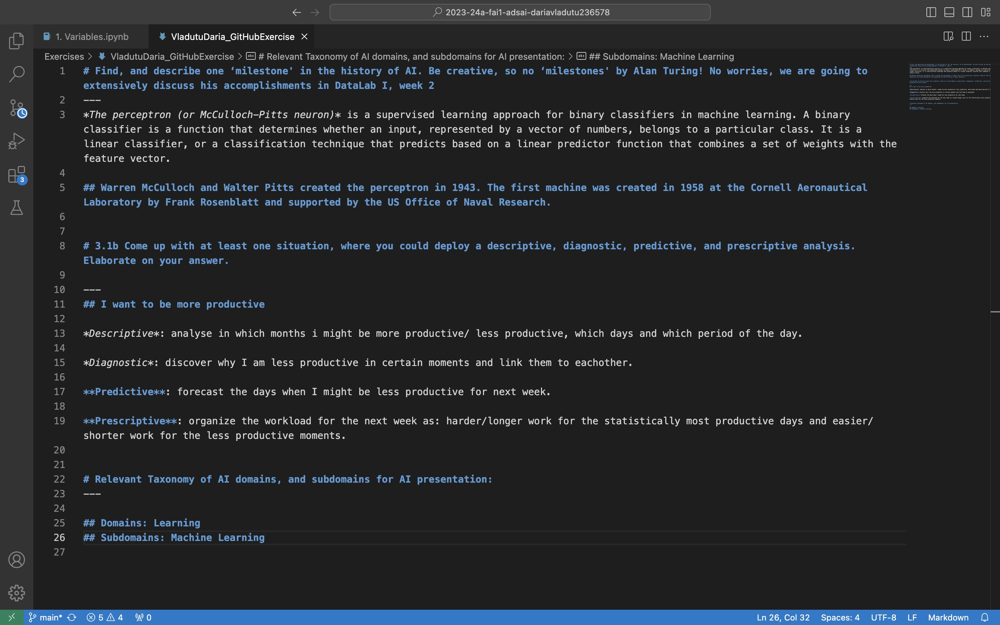 2023-24a-fai1-adsai-dariavladutu236578
1. Variables.ipynb
VladutuDaria_GitHubExercise
Exercises > VladutuDaria_GitHubExercise > # Relevant Taxonomy of AI domains, and subdomains for AI presentation: > ## Subdomains: Machine Learning
1 # Find, and describe one ‘milestone' in the history of AI. Be creative, so no ‘milestones' by Alan Turing! No worries, we are going to
extensively discuss his accomplishments in DataLab I, week 2
2 ---
3 *The perceptron (or McCulloch-Pitts neuron)* is a supervised learning approach for binary classifiers in machine learning. A binary
classifier is a function that determines whether an input, represented by a vector of numbers, belongs to a particular class. It is a
linear classifier, or a classification technique that predicts based on a linear predictor function that combines a set of weights with the
feature vector.
4
5 ## Warren McCulloch and Walter Pitts created the perceptron in 1943. The first machine was created in 1958 at the Cornell Aeronautical
Laboratory by Frank Rosenblatt and supported by the US Office of Naval Research.
6
7
8 # 3.1b Come up with at least one situation, where you could deploy a descriptive, diagnostic, predictive, and prescriptive analysis.
Elaborate on your answer.
9
10 ---
11 ## I want to be more productive
12
13 *Descriptive*: analyse in which months i might be more productive/ less productive, which days and which period of the day.
14
15 *Diagnostic*: discover why I am less productive in certain moments and link them to eachother.
16
17 **Predictive**: forecast the days when I might be less productive for next week.
18
19 **Prescriptive**: organize the workload for the next week as: harder/longer work for the statistically most productive days and easier/
shorter work for the less productive moments.
20
21
22 # Relevant Taxonomy of AI domains, and subdomains for AI presentation:
23 ---
24
25 ## Domains: Learning
26 ## Subdomains: Machine Learning
27
3
main* 5 4 0 Ln 26, Col 32 Spaces: 4 UTF-8 LF Markdown